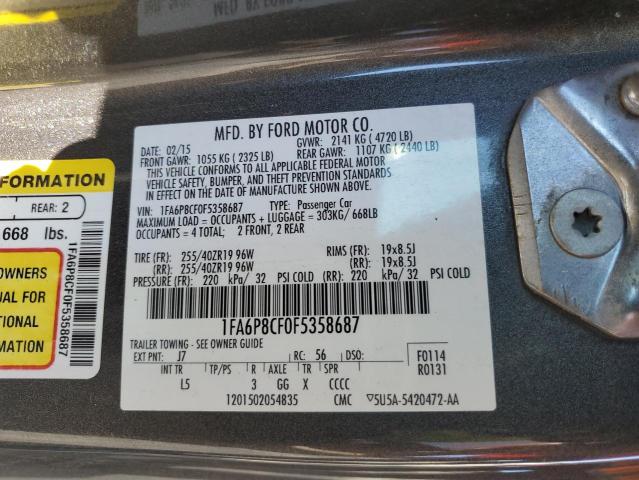 MFD. BY FORD MOTOR CO.
DATE: 02/15
GVWR: 2141 KG ( 4720 LB)
FRONT GAWR: 1055 KG ( 2325 LB)
REAR GAWR: 1107 KG ( 2440 LB)
THIS VEHICLE CONFORMS TO ALL APPLICABLE FEDERAL MOTOR
VEHICLE SAFETY, BUMPER, AND THEFT PREVENTION STANDARDS
IN EFFECT ON THE DATE OF MANUFACTURE SHOWN ABOVE.
VIN: 1FA6P8CF0F5358687 TYPE: Passenger Car
MAXIMUM LOAD = OCCUPANTS + LUGGAGE = 303KG/ 668LB
OCCUPANTS = 4 TOTAL: 2 FRONT, 2 REAR
TIRE (FR): 255/40ZR19 96W RIMS (FR): 19x8.5J
(RR): 255/40ZR19 96W (RR): 19x8.5J
PRESSURE (FR): 220 kPa/ 32 PSI COLD (RR): 220 kPa/ 32 PSI COLD
1FA6P8CF0F5358687
TRAILER TOWING - SEE OWNER GUIDE
EXT PNT: J7 RC: 56 DSO: F0114
R0131
INT TR TP/PS R AXLE TR SPR
L5 3 GG X CCCC
1201502054835 CMC 5U5A-5420472-AA
FORMATION
REAR: 2
668 lbs.
OWNERS
UAL FOR
TIONAL
RMATION
1FA6P8CF0F5358687